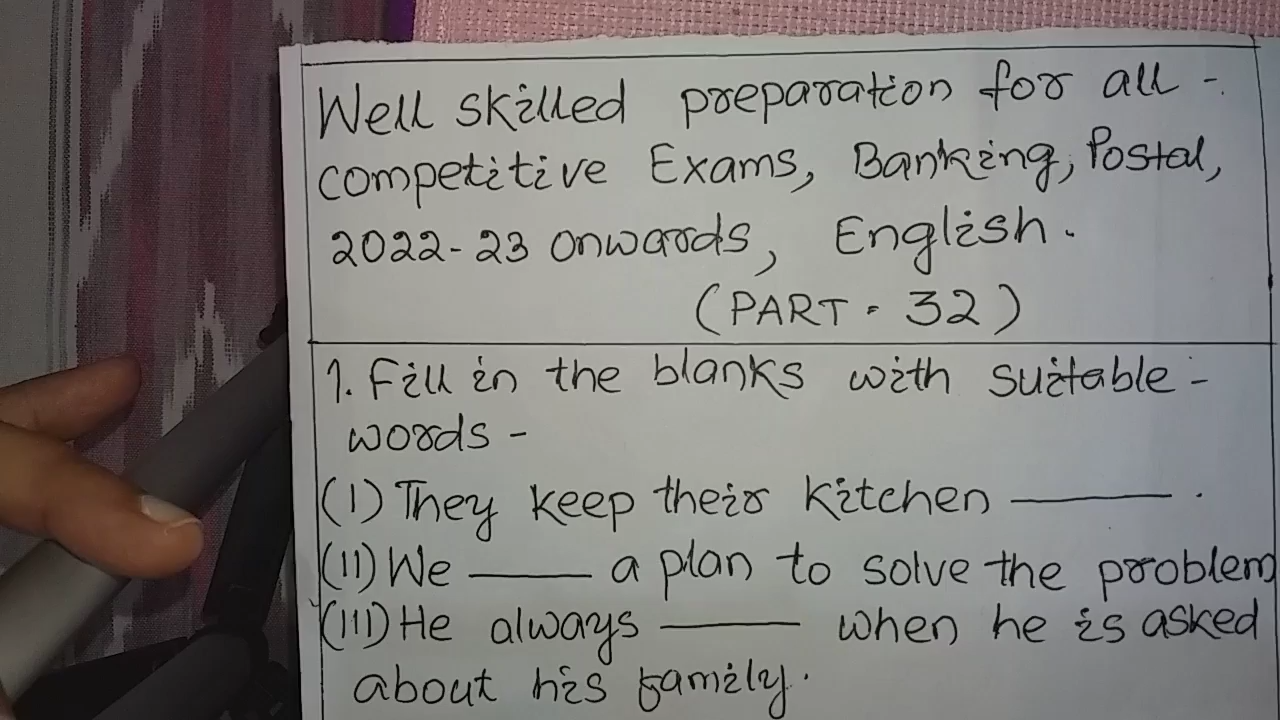 Well skilled preparation for all -
competitive Exams, Banking, Postal,
2022-23 onwards, English.
(PART - 32)
1. Fill in the blanks with suitable -
words -
(I) They keep their kitchen ______ .
(II) We ______ a plan to solve the problem
(III) He always ______ when he is asked
about his family.